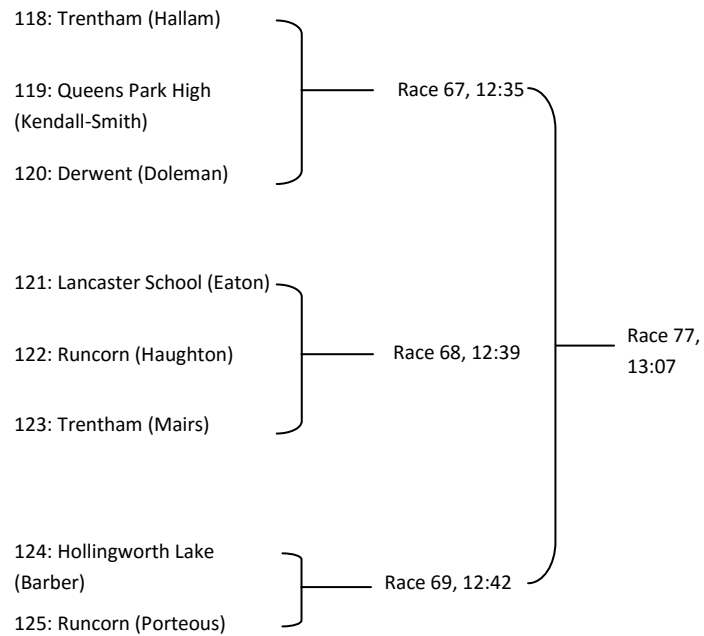 118: Trentham (Hallam)
119: Queens Park High
(Kendall-Smith)
120: Derwent (Doleman)
Race 67, 12:35
121: Lancaster School (Eaton)
122: Runcorn (Haughton)
123: Trentham (Mairs)
Race 68, 12:39
124: Hollingworth Lake
(Barber)
125: Runcorn (Porteous)
Race 69, 12:42
Race 77,
13:07